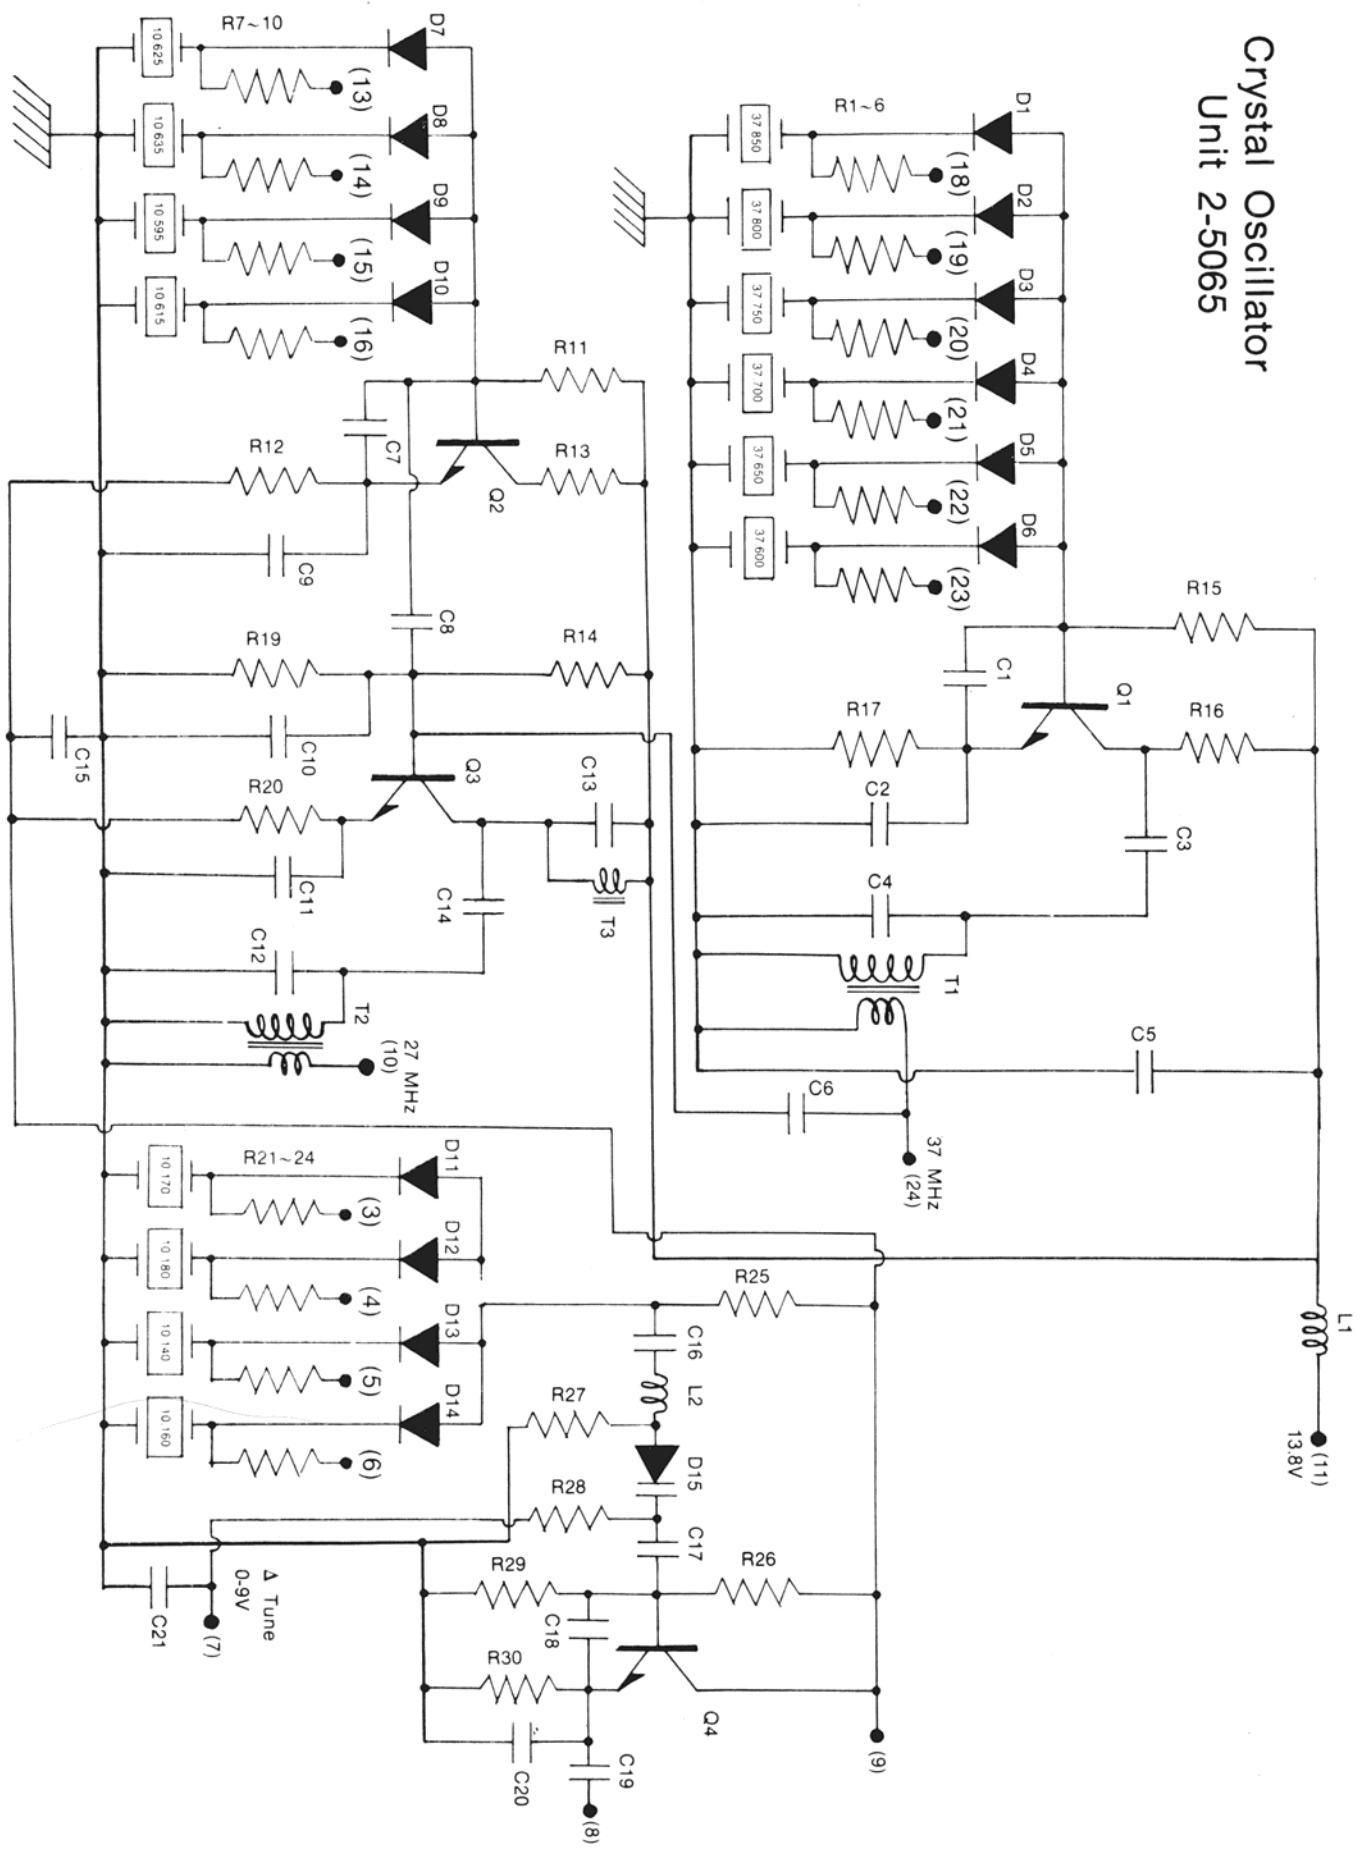 Crystal Oscillator
Unit 2-5065
D1
D2
D3
D4
D5
D6
R1~6
(18)
(19)
(20)
(21)
(22)
(23)
37.850
37.800
37.750
37.700
37.650
37.600
R15
R16
Q1
C1
R17
C2
C3
C4
T1
C5
C6
37 MHz
(24)
L1
(11)
13.8V
D7
D8
D9
D10
R7~10
(13)
(14)
(15)
(16)
10.625
10.635
10.595
10.615
R11
R13
Q2
C7
R12
C9
C8
R14
R19
C10
C15
Q3
R20
C11
C13
T3
C14
C12
T2
27 MHz
(10)
D11
D12
D13
D14
R21~24
(3)
(4)
(5)
(6)
10.170
10.180
10.140
10.160
R25
C16
L2
R27
D15
R28
C17
R26
R29
C18
R30
Q4
C20
C19
(8)
(9)
Δ Tune
0-9V
(7)
C21